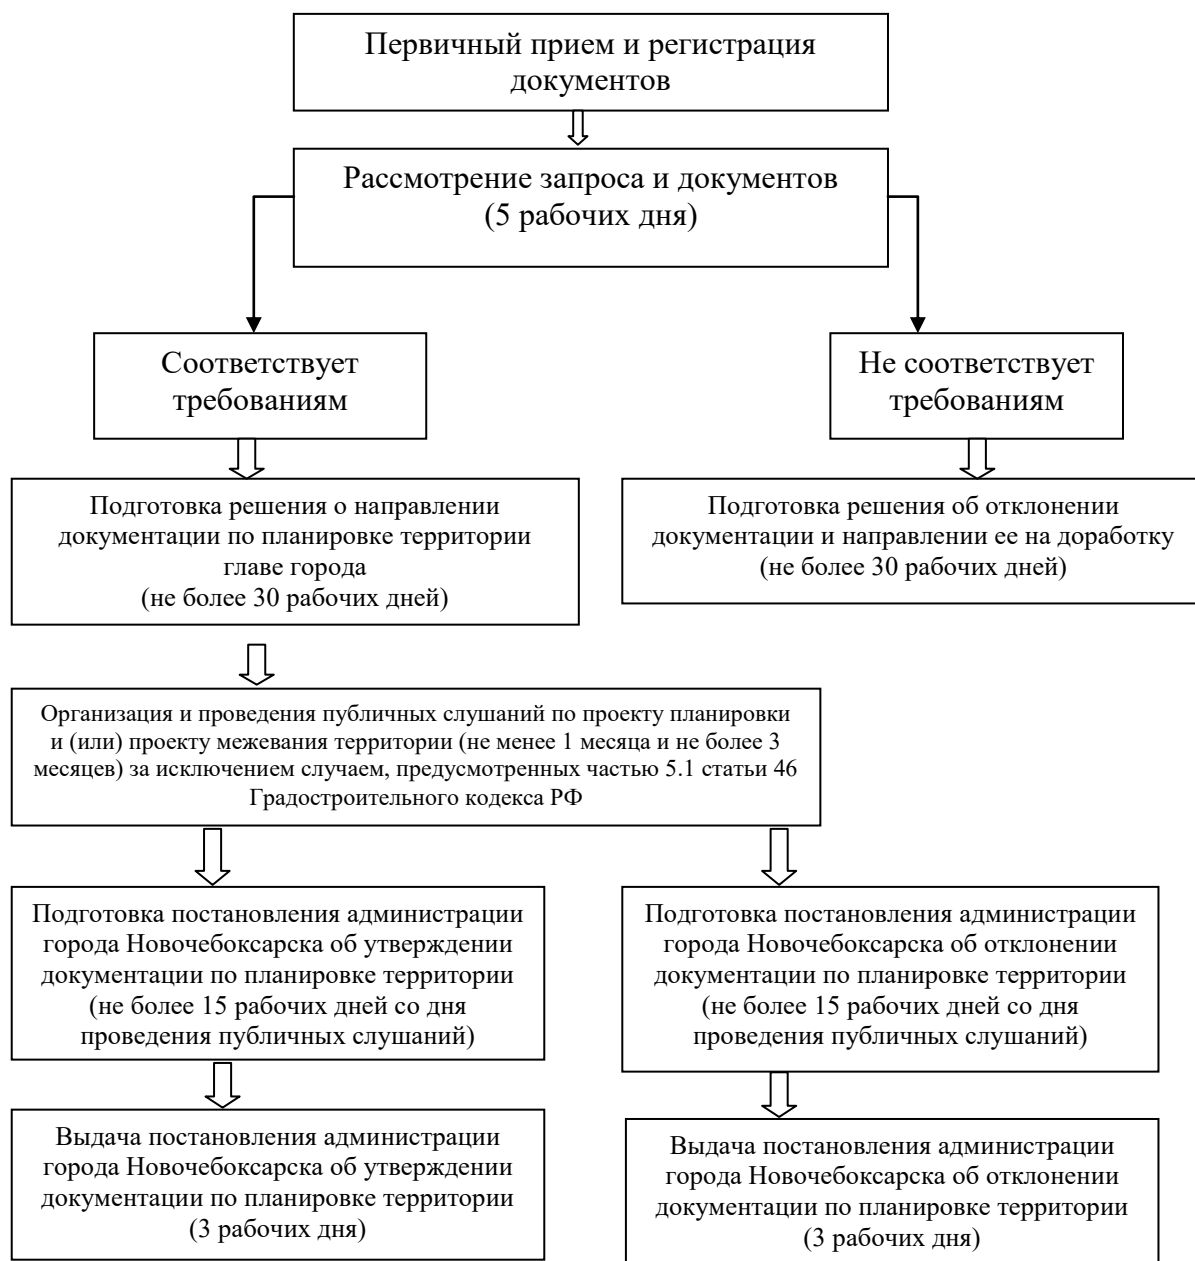 Первичный прием и регистрация
документов
Рассмотрение запроса и документов
(5 рабочих дня)
Соответствует
требованиям
Не соответствует
требованиям
Подготовка решения о направлении
документации по планировке территории
главе города
(не более 30 рабочих дней)
Подготовка решения об отклонении
документации и направлении ее на доработку
(не более 30 рабочих дней)
Организация и проведения публичных слушаний по проекту планировки
и (или) проекту межевания территории (не менее 1 месяца и не более 3
месяцев) за исключением случаем, предусмотренных частью 5.1 статьи 46
Градостроительного кодекса РФ
Подготовка постановления администрации
города Новочебоксарска об утверждении
документации по планировке территории
(не более 15 рабочих дней со дня
проведения публичных слушаний)
Подготовка постановления администрации
города Новочебоксарска об отклонении
документации по планировке территории
(не более 15 рабочих дней со дня
проведения публичных слушаний)
Выдача постановления администрации
города Новочебоксарска об утверждении
документации по планировке территории
(3 рабочих дня)
Выдача постановления администрации
города Новочебоксарска об отклонении
документации по планировке территории
(3 рабочих дня)